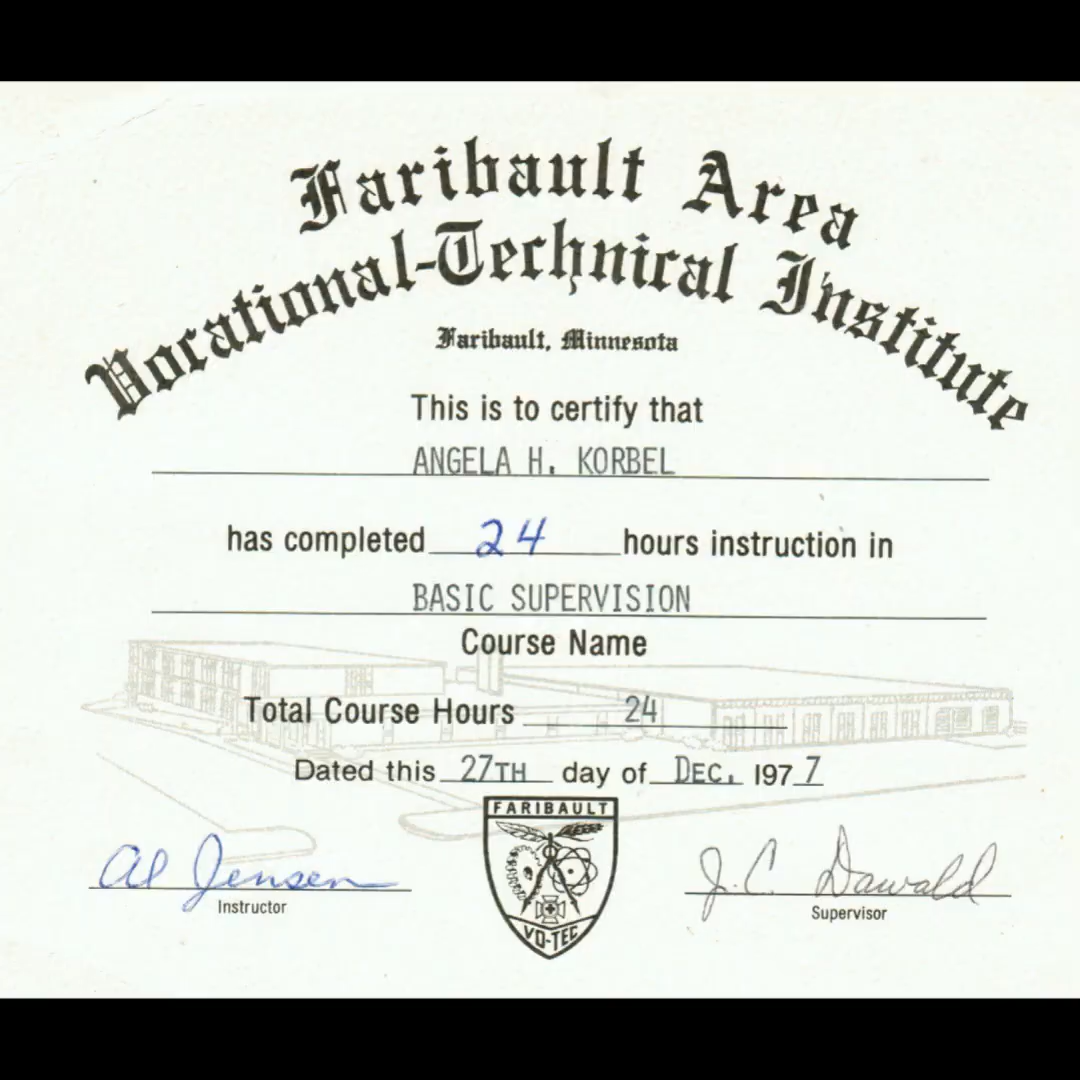 Faribault Area
Vocational-Technical Institute
Faribault, Minnesota
This is to certify that
ANGELA H. KORBEL
has completed 24 hours instruction in
BASIC SUPERVISION
Course Name
Total Course Hours 24
Dated this 27TH day of DEC. 1977
Al Jensen
Instructor
FARIBAULT
VO-TEC
J. C. Dawald
Supervisor